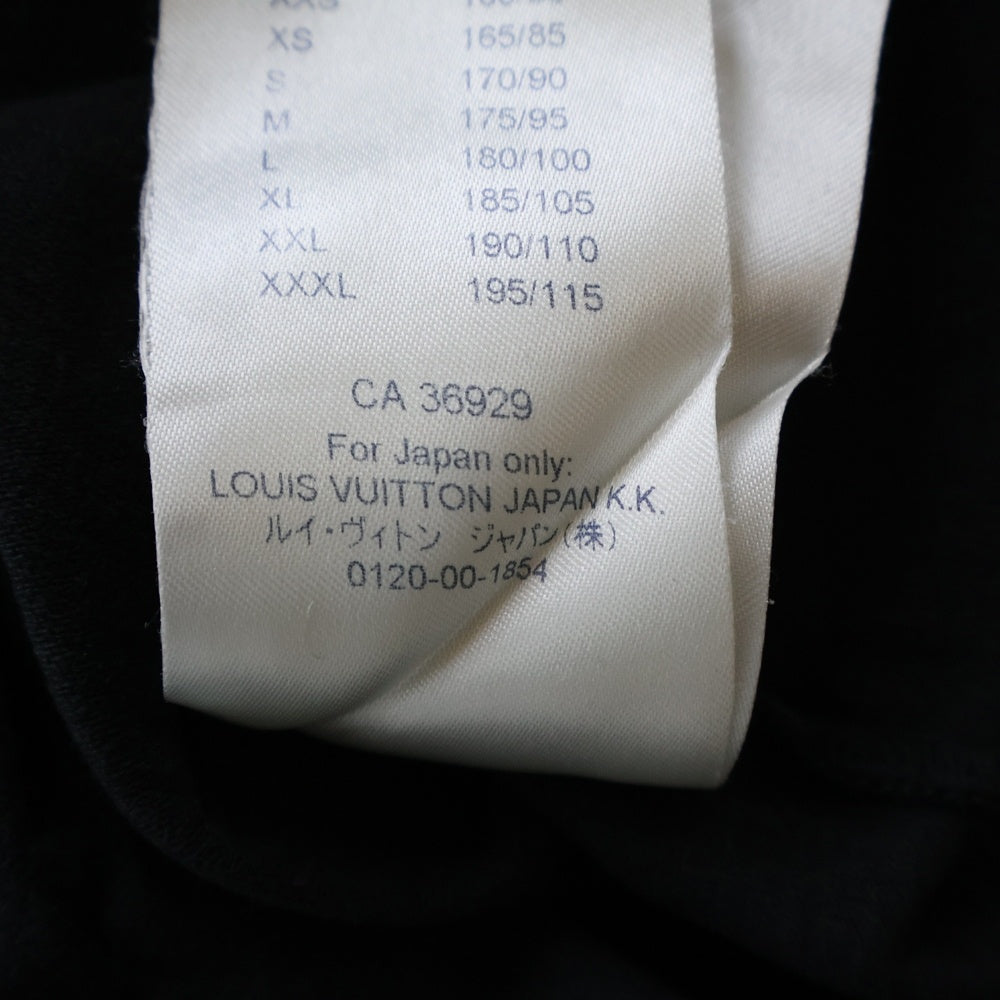 XXS
XS 165/85
S 170/90
M 175/95
L 180/100
XL 185/105
XXL 190/110
XXXL 195/115
CA 36929
For Japan only:
LOUIS VUITTON JAPAN K.K.
ルイ・ヴィトン ジャパン(株)
0120-00-1854